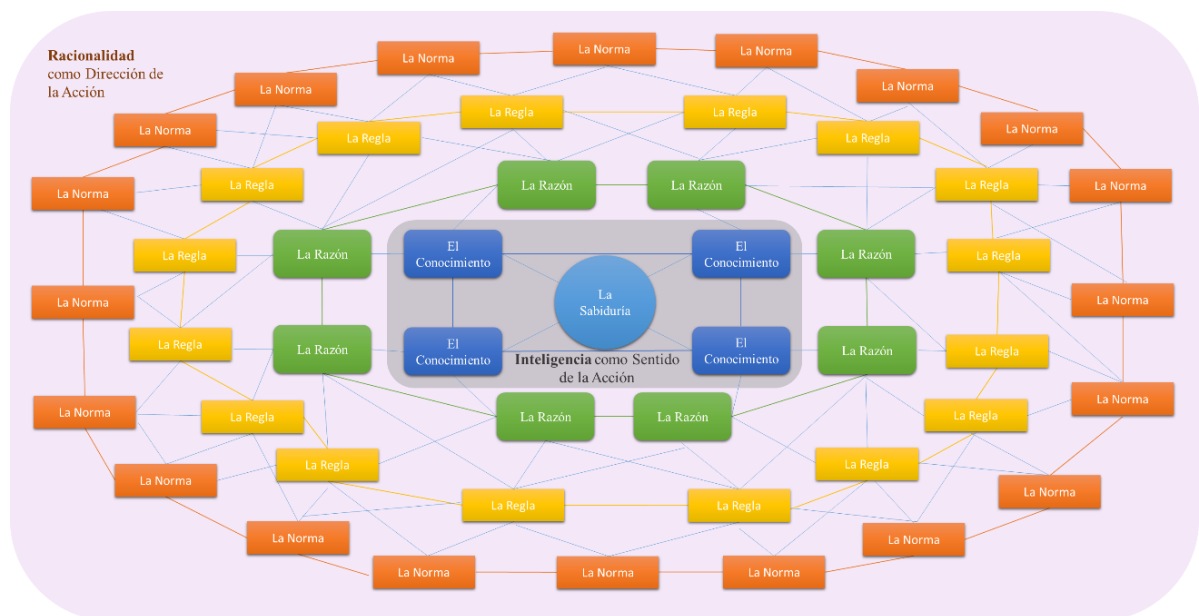 Racionalidad
como Dirección de
la Acción
La Norma
La Norma
La Norma
La Norma
La Norma
La Regla
La Regla
La Norma
La Norma
La Norma
La Regla
La Regla
La Razón
La Razón
La Regla
La Regla
La Norma
La Norma
La Regla
La Razón
El
Conocimiento
El
Conocimiento
La Razón
La Regla
La Norma
La
Sabiduría
La Norma
La Regla
La Razón
El
Conocimiento
El
Conocimiento
La Razón
La Regla
Inteligencia como Sentido
de la Acción
La Norma
La Regla
La Razón
La Razón
La Regla
La Norma
La Regla
La Regla
La Norma
La Norma
La Regla
La Regla
La Norma
La Norma
La Norma
La Norma
La Norma